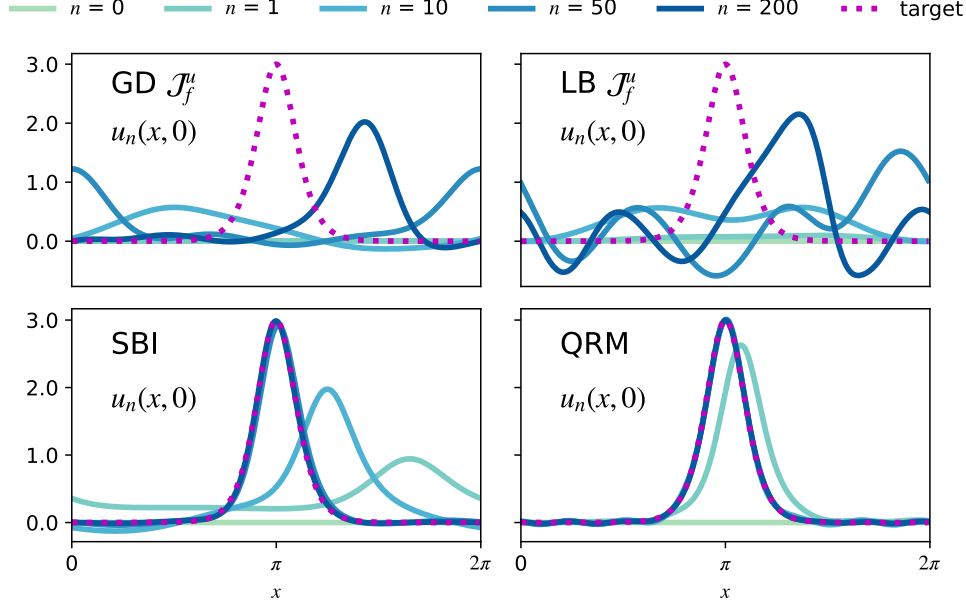 n = 0 n = 1 n = 10 n = 50 n = 200 target
3.0
2.0
1.0
0.0
GD 𝒥_f^u
u_n(x, 0)
LB 𝒥_f^u
u_n(x, 0)
3.0
2.0
1.0
0.0
SBI
u_n(x, 0)
QRM
u_n(x, 0)
0 π 2π
x
0 π 2π
x